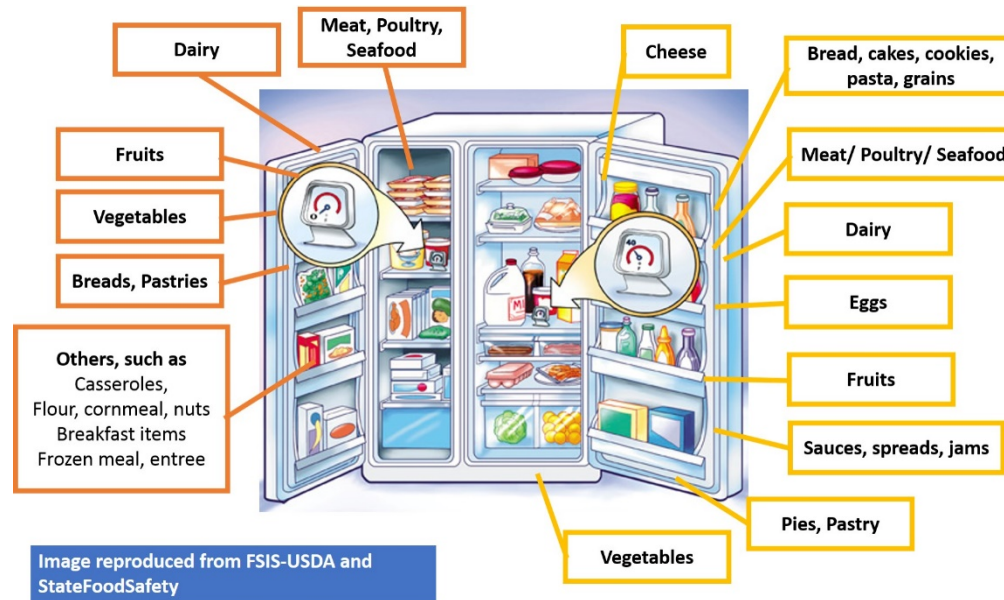 Dairy
Meat, Poultry,
Seafood
Cheese
Bread, cakes, cookies,
pasta, grains
Fruits
Meat/ Poultry/ Seafood
Vegetables
Dairy
Breads, Pastries
Eggs
Others, such as
Casseroles,
Flour, cornmeal, nuts
Breakfast items
Frozen meal, entree
Fruits
Sauces, spreads, jams
Pies, Pastry
Vegetables
0
40
Image reproduced from FSIS-USDA and
StateFoodSafety